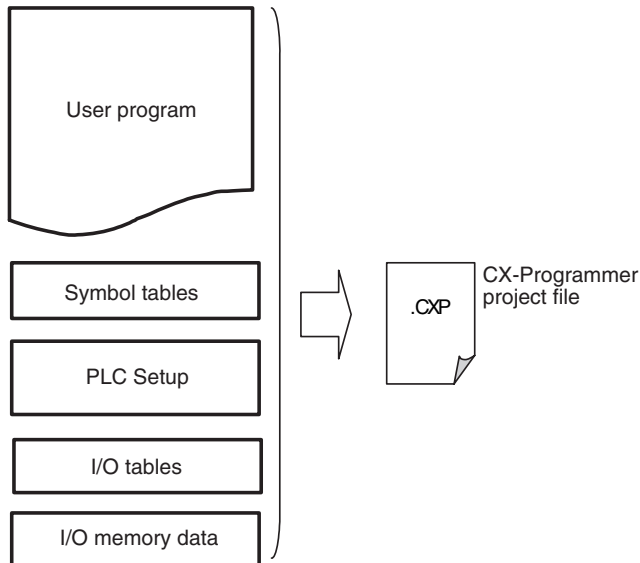 User program
Symbol tables
PLC Setup
I/O tables
I/O memory data
.CXP
CX-Programmer
project file